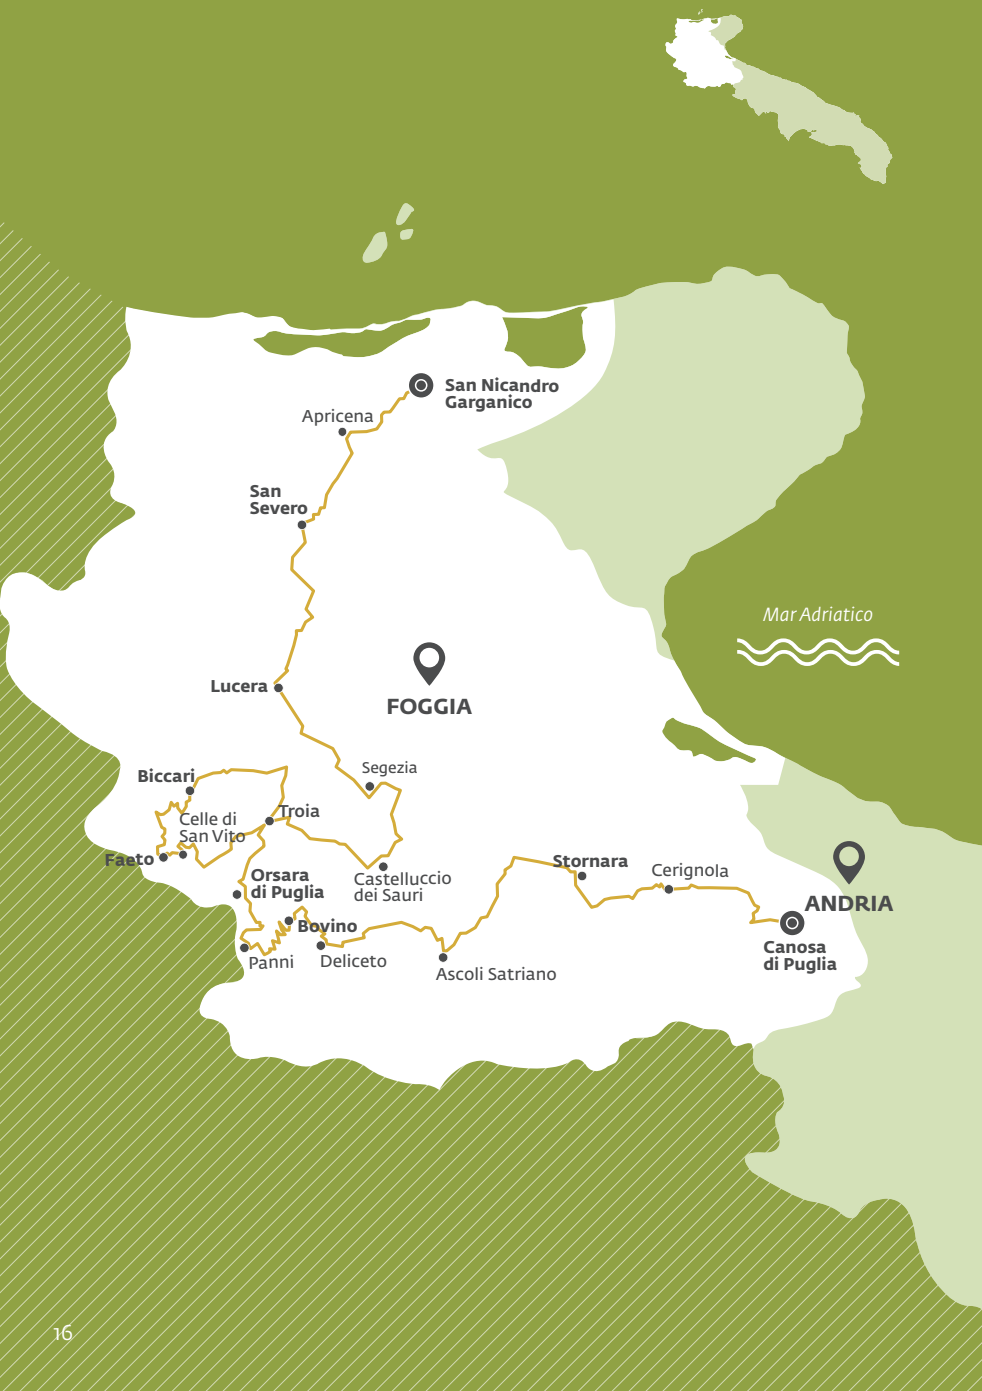 San Nicandro
Garganico
Apricena
San
Severo
Mar Adriatico
Lucera
FOGGIA
Segezia
Biccari
Celle di
San Vito
Troia
Faeto
Orsara
di Puglia
Castelluccio
dei Sauri
Stornara
Cerignola
ANDRIA
Bovino
Canosa
di Puglia
Panni
Deliceto
Ascoli Satriano
16